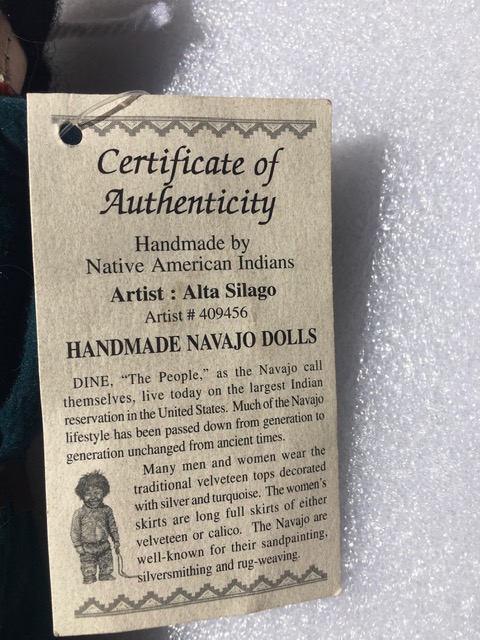 Certificate of
Authenticity
Handmade by
Native American Indians
Artist : Alta Silago
Artist # 409456
HANDMADE NAVAJO DOLLS
DINE, “The People,” as the Navajo call
themselves, live today on the largest Indian
reservation in the United States. Much of the Navajo
lifestyle has been passed down from generation to
generation unchanged from ancient times.
Many men and women wear the
traditional velveteen tops decorated
with silver and turquoise. The women's
skirts are long full skirts of either
velveteen or calico. The Navajo are
well-known for their sandpainting,
silversmithing and rug-weaving.